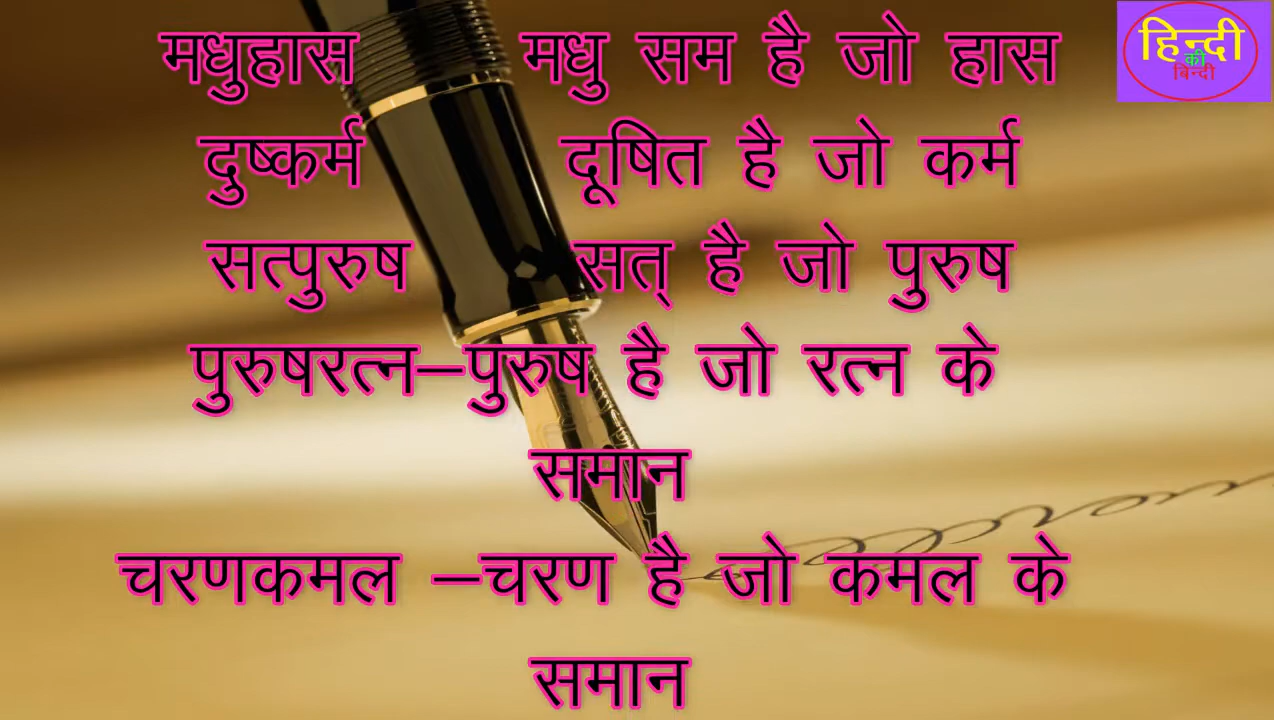 हिन्दी
की
बिन्दी
मधुहास मधु सम है जो हास
दुष्कर्म दूषित है जो कर्म
सत्पुरुष सत् है जो पुरुष
पुरुषरत्न–पुरुष है जो रत्न के
समान
चरणकमल –चरण है जो कमल के
समान